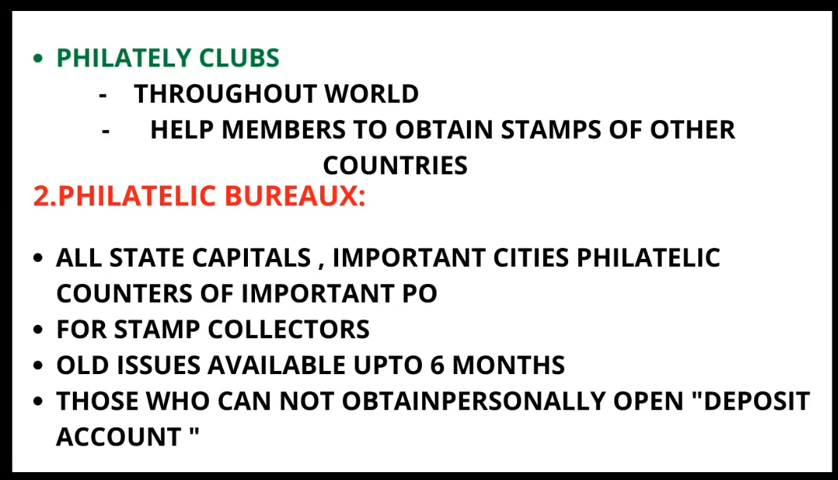 • PHILATELY CLUBS
- THROUGHOUT WORLD
- HELP MEMBERS TO OBTAIN STAMPS OF OTHER
COUNTRIES
2.PHILATELIC BUREAUX:
• ALL STATE CAPITALS , IMPORTANT CITIES PHILATELIC
COUNTERS OF IMPORTANT PO
• FOR STAMP COLLECTORS
• OLD ISSUES AVAILABLE UPTO 6 MONTHS
• THOSE WHO CAN NOT OBTAINPERSONALLY OPEN "DEPOSIT
ACCOUNT "